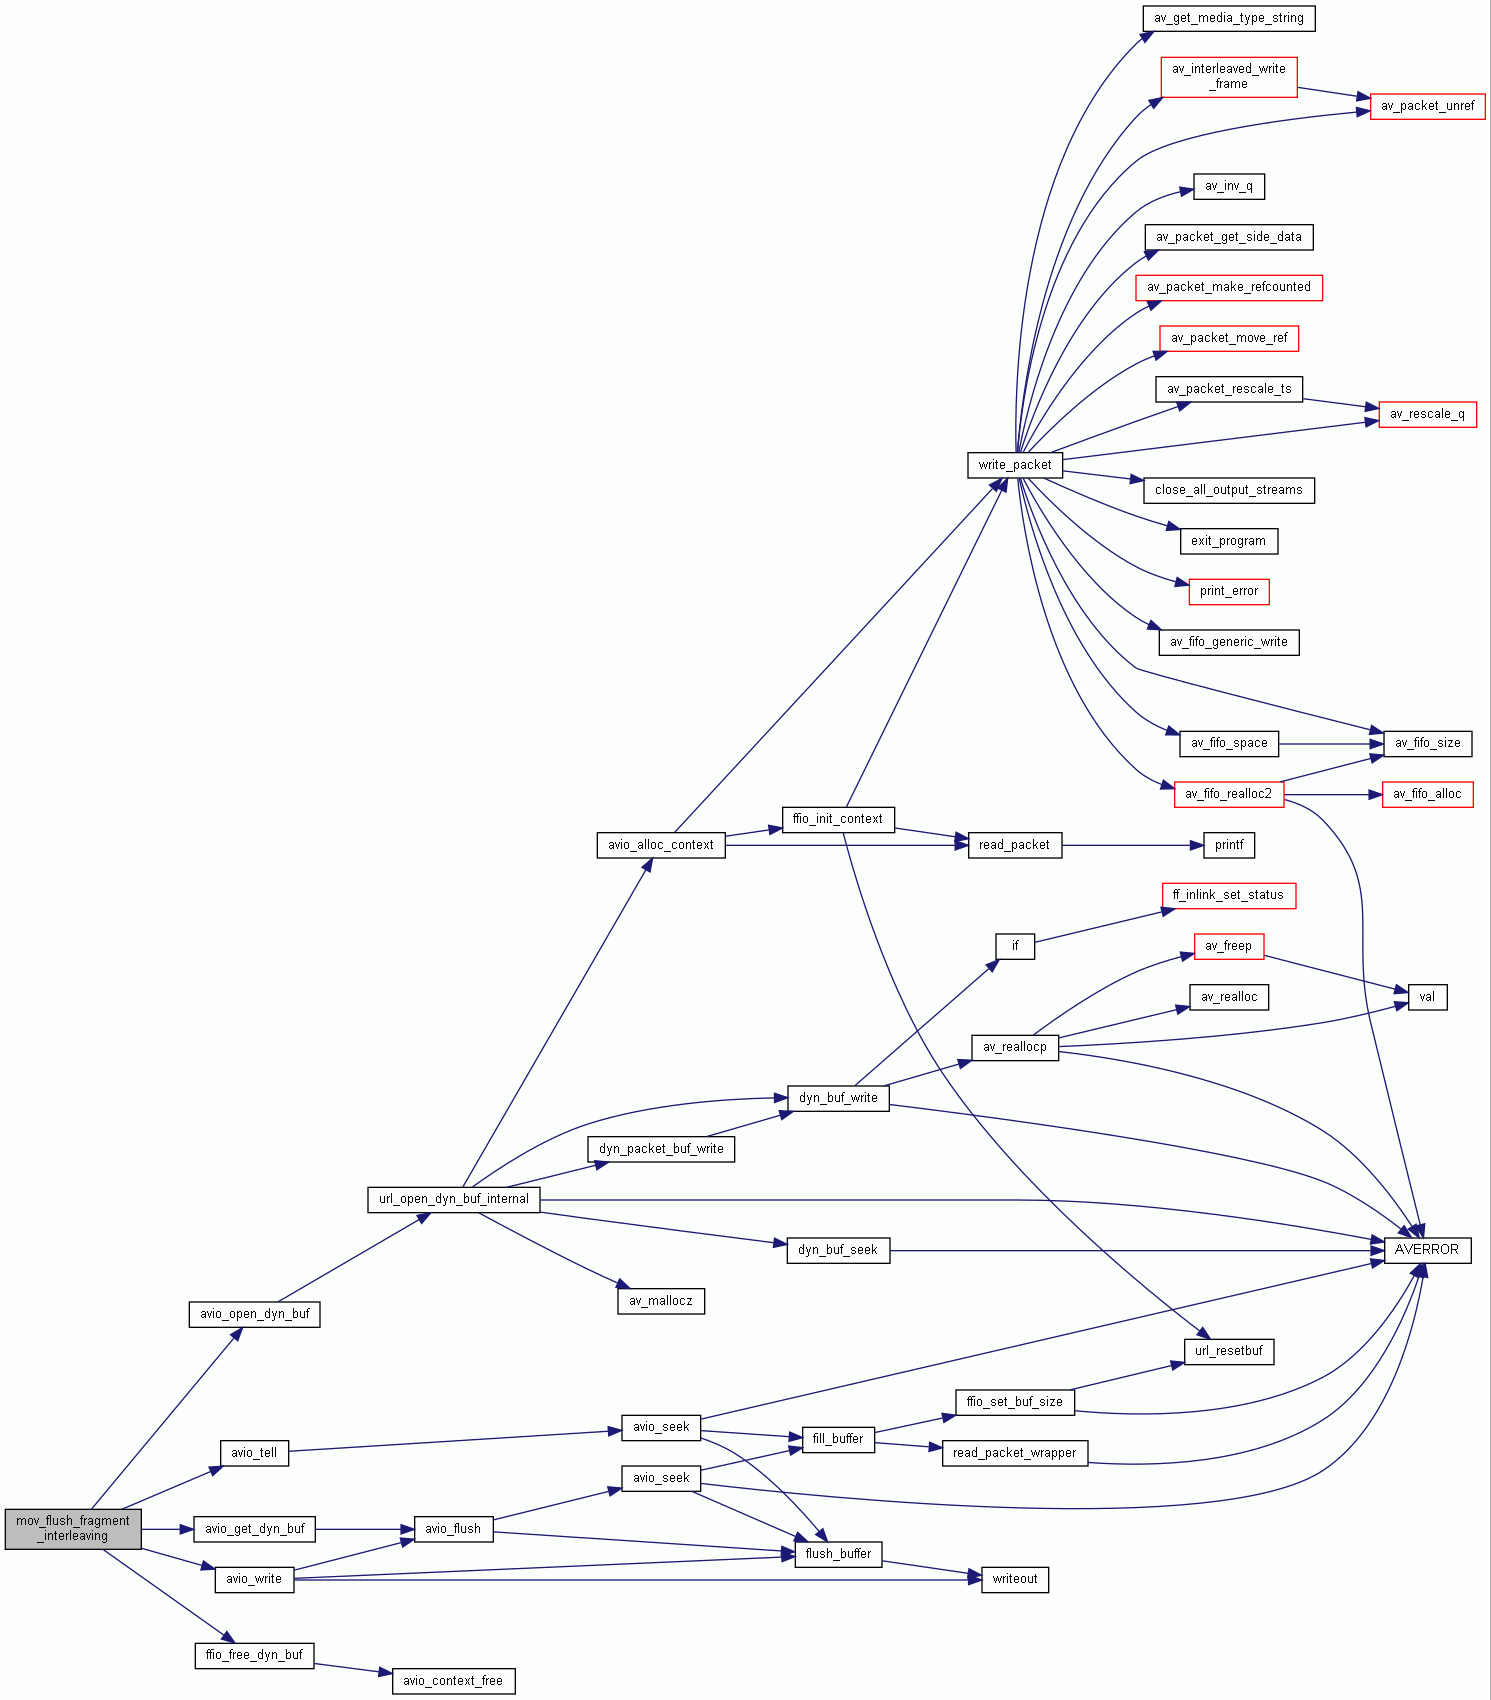 av_get_media_type_string
av_interleaved_write
_frame
av_packet_unref
av_inv_q
av_packet_get_side_data
av_packet_make_refcounted
av_packet_move_ref
av_packet_rescale_ts
av_rescale_q
write_packet
close_all_output_streams
exit_program
print_error
av_fifo_generic_write
av_fifo_space
av_fifo_size
av_fifo_realloc2
av_fifo_alloc
ffio_init_context
avio_alloc_context
read_packet
printf
ff_inlink_set_status
if
av_freep
av_realloc
val
av_reallocp
dyn_buf_write
dyn_packet_buf_write
url_open_dyn_buf_internal
dyn_buf_seek
AVERROR
av_mallocz
avio_open_dyn_buf
url_resetbuf
ffio_set_buf_size
avio_seek
fill_buffer
avio_tell
read_packet_wrapper
avio_seek
mov_flush_fragment
_interleaving
avio_get_dyn_buf
avio_flush
flush_buffer
avio_write
writeout
ffio_free_dyn_buf
avio_context_free